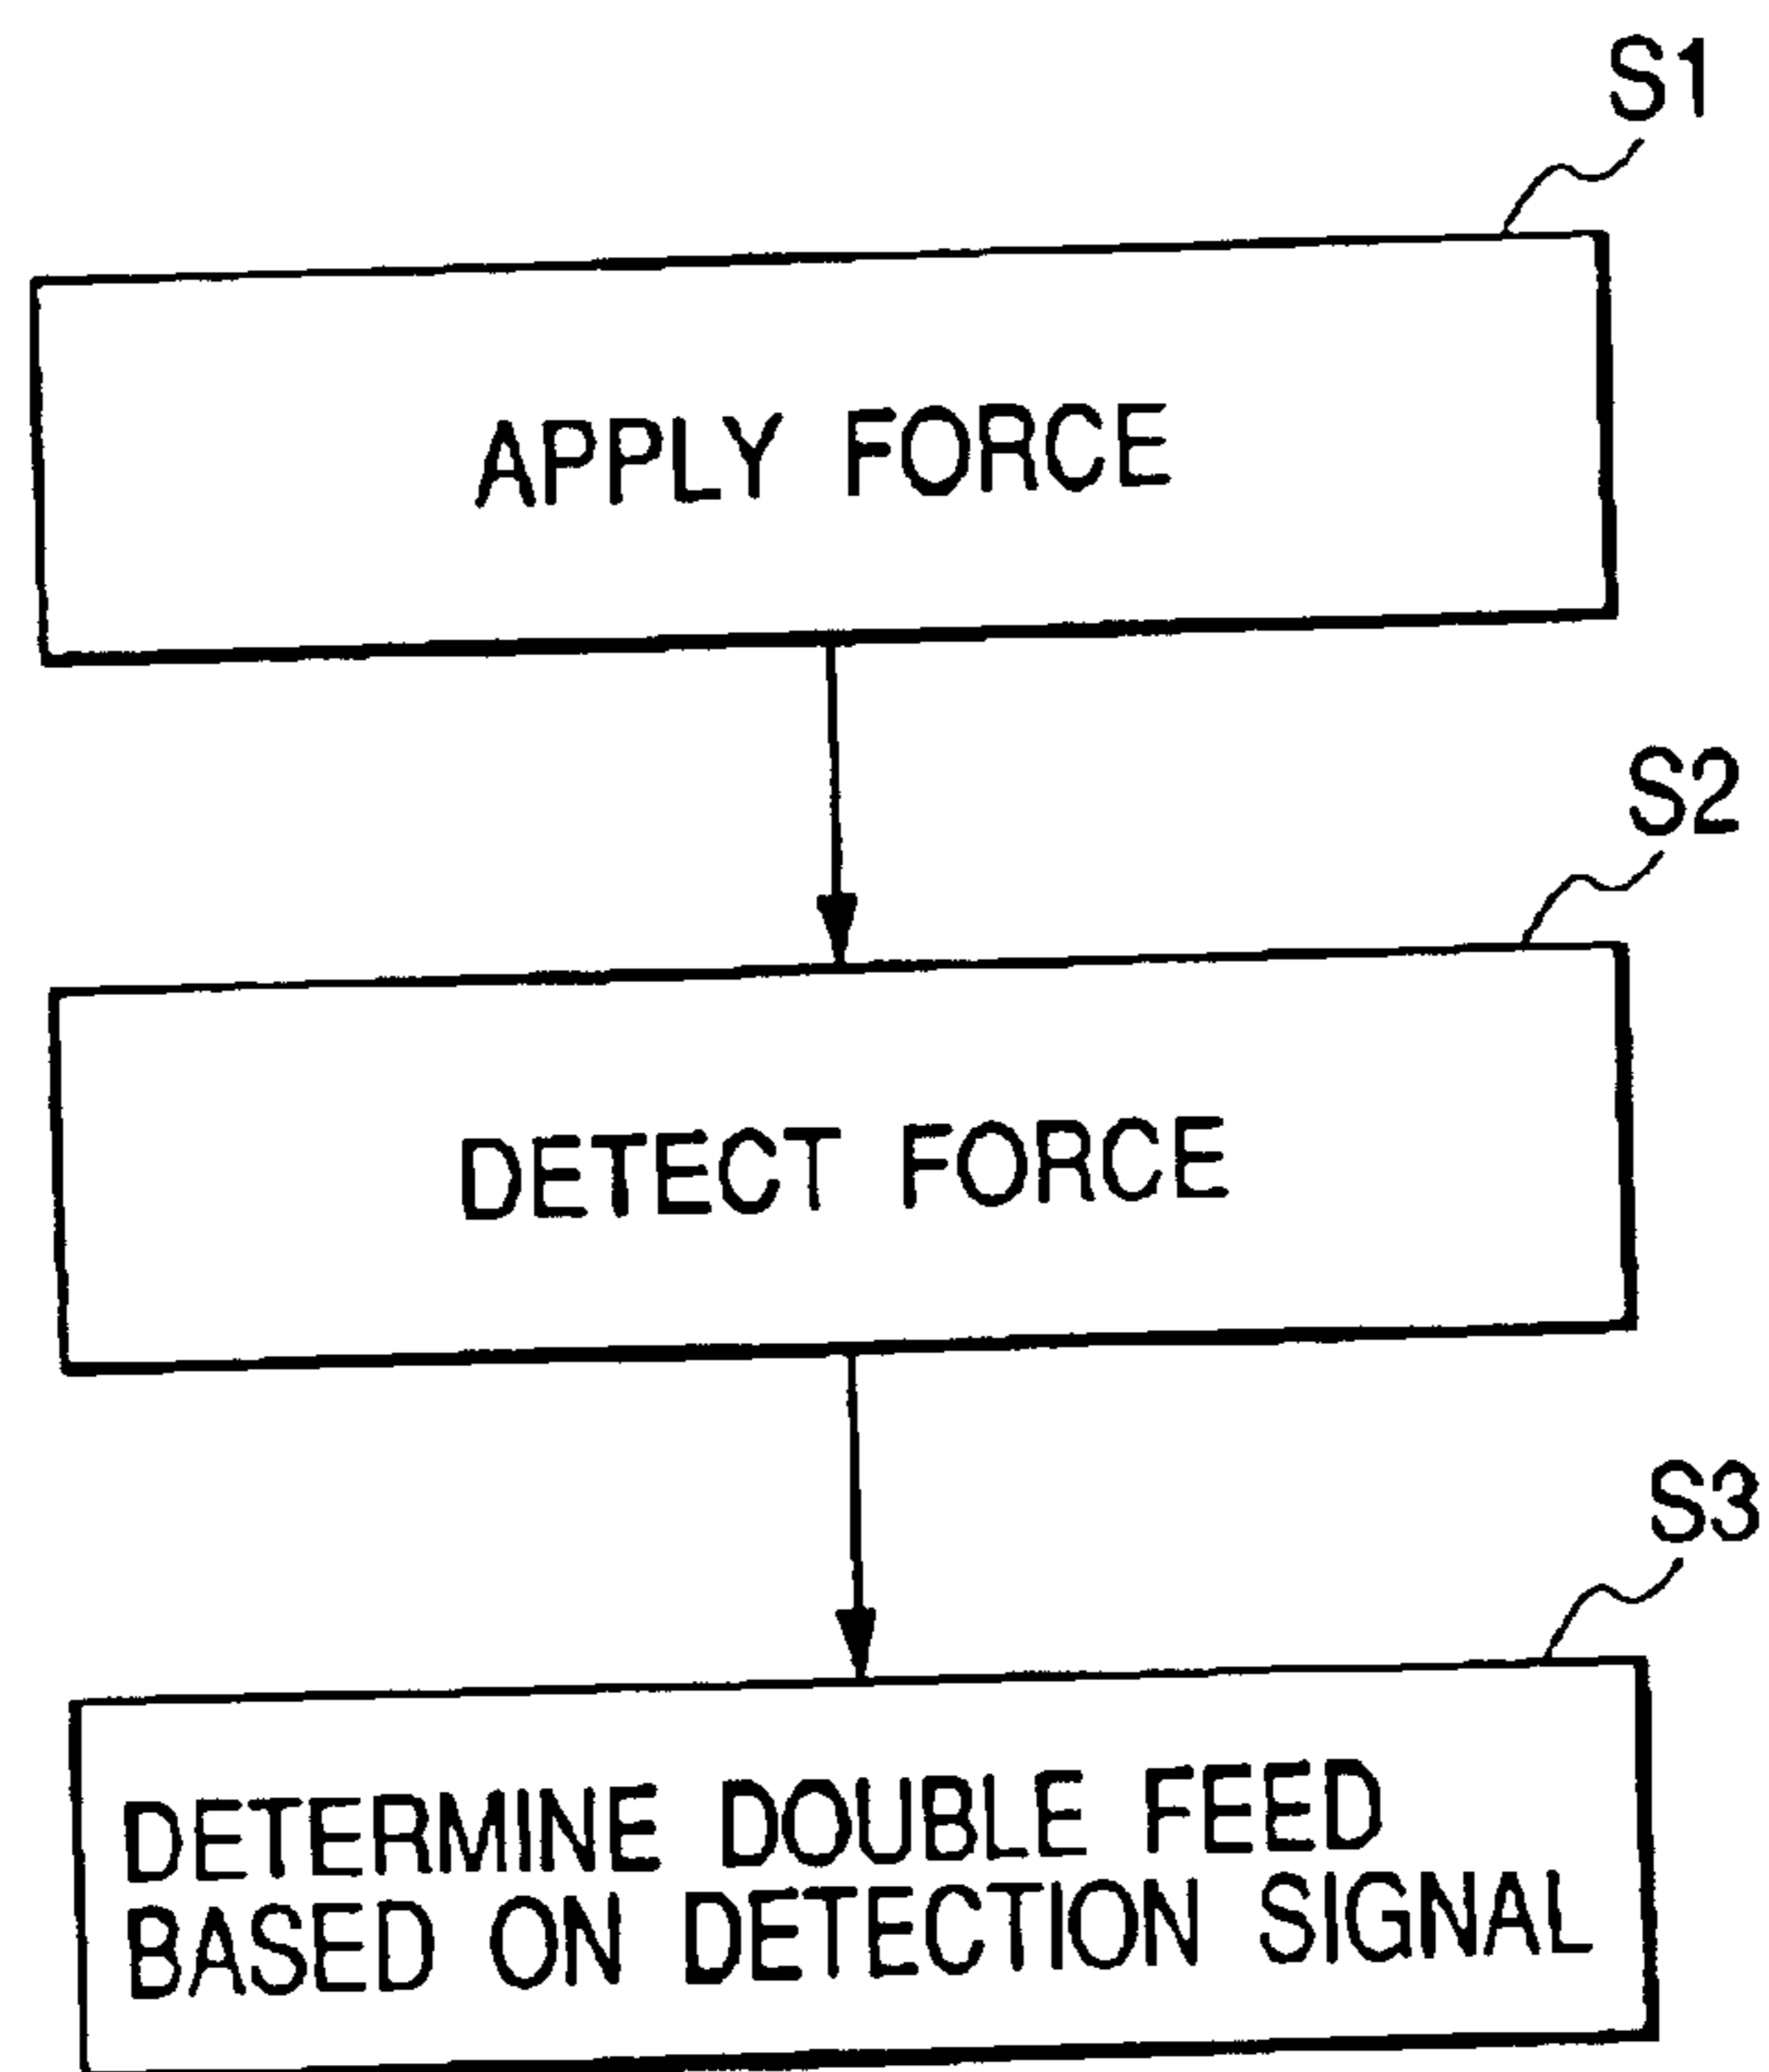 S1
APPLY FORCE
S2
DETECT FORCE
S3
DETERMINE DOUBLE FEED
BASED ON DETECTION SIGNAL